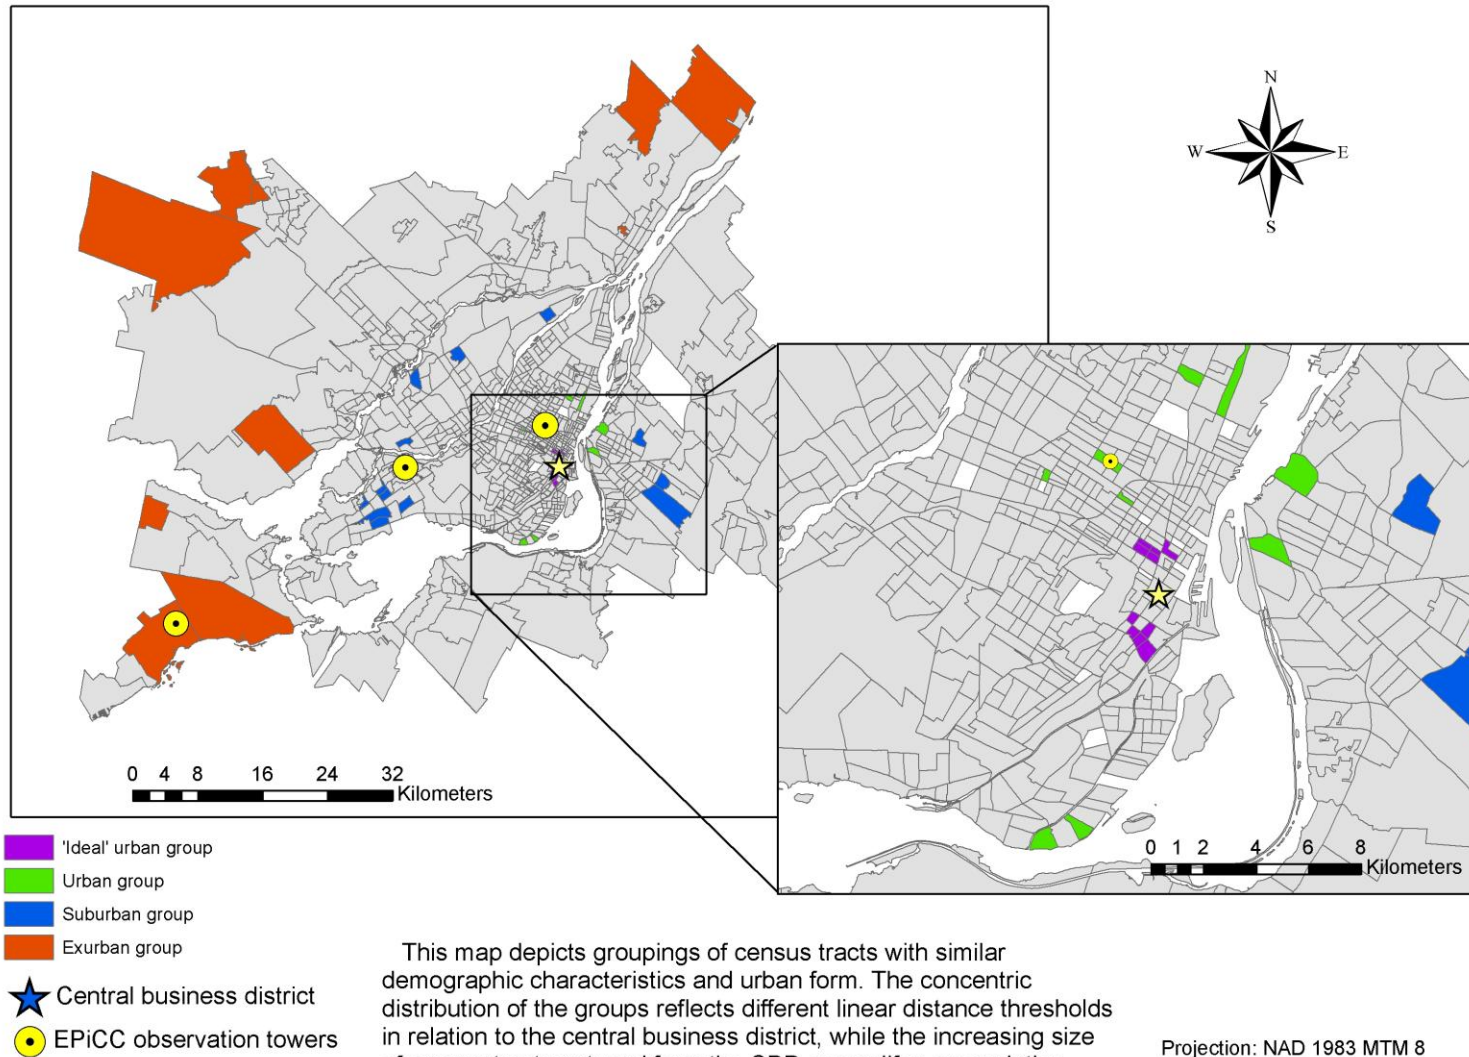 N
W E
S
0 4 8 16 24 32
Kilometers
0 1 2 4 6 8
Kilometers
'Ideal' urban group
Urban group
Suburban group
Exurban group
Central business district
EPiCC observation towers
This map depicts groupings of census tracts with similar
demographic characteristics and urban form. The concentric
distribution of the groups reflects different linear distance thresholds
in relation to the central business district, while the increasing size
Projection: NAD 1983 MTM 8